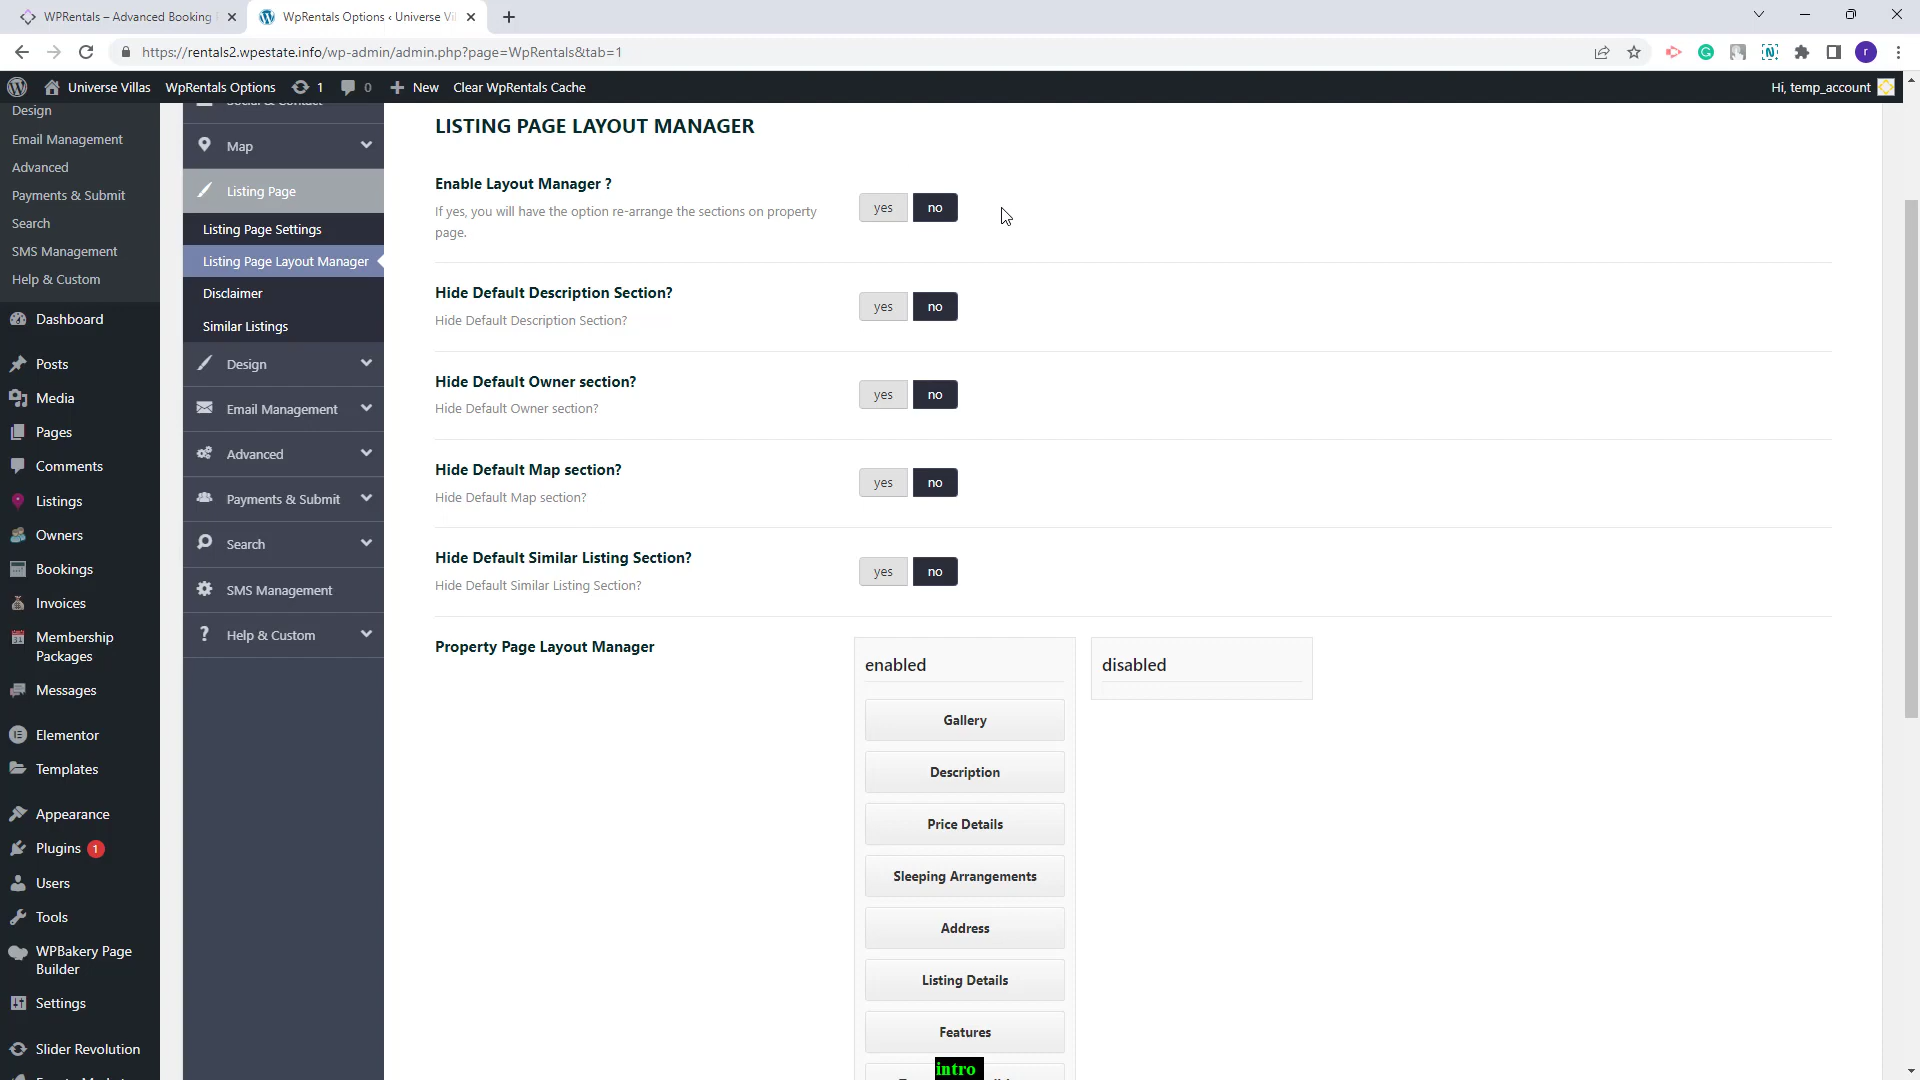 WPRentals – Advanced Booking
WpRentals Options ‹ Universe Vil
https://rentals2.wpestate.info/wp-admin/admin.php?page=WpRentals&tab=1
r
Universe Villas
WpRentals Options
1
0
New
Clear WpRentals Cache
Hi, temp_account
Design
Email Management
Advanced
Payments & Submit
Search
SMS Management
Help & Custom
Dashboard
Posts
Media
Pages
Comments
Listings
Owners
Bookings
Invoices
Membership
Packages
Messages
Elementor
Templates
Appearance
Plugins 1
Users
Tools
WPBakery Page
Builder
Settings
Slider Revolution
Social & Contact
Map
Listing Page
Listing Page Settings
Listing Page Layout Manager
Disclaimer
Similar Listings
Design
Email Management
Advanced
Payments & Submit
Search
SMS Management
Help & Custom
LISTING PAGE LAYOUT MANAGER
Enable Layout Manager ?
If yes, you will have the option re-arrange the sections on property
page.
yes no
Hide Default Description Section?
Hide Default Description Section?
yes no
Hide Default Owner section?
Hide Default Owner section?
yes no
Hide Default Map section?
Hide Default Map section?
yes no
Hide Default Similar Listing Section?
Hide Default Similar Listing Section?
yes no
Property Page Layout Manager
enabled
Gallery
Description
Price Details
Sleeping Arrangements
Address
Listing Details
Features
disabled
intro